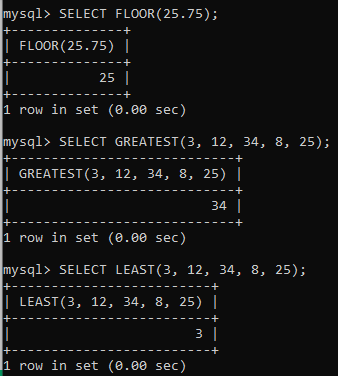 mysql> SELECT FLOOR(25.75);
+--------------+
| FLOOR(25.75) |
+--------------+
|           25 |
+--------------+
1 row in set (0.00 sec)
mysql> SELECT GREATEST(3, 12, 34, 8, 25);
+----------------------------+
| GREATEST(3, 12, 34, 8, 25) |
+----------------------------+
|                         34 |
+----------------------------+
1 row in set (0.00 sec)
mysql> SELECT LEAST(3, 12, 34, 8, 25);
+-------------------------+
| LEAST(3, 12, 34, 8, 25) |
+-------------------------+
|                       3 |
+-------------------------+
1 row in set (0.00 sec)